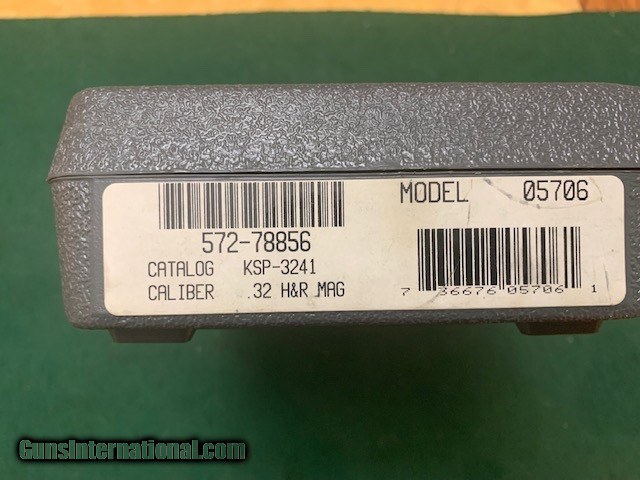 MODEL 05706
572-78856
CATALOG KSP-3241
CALIBER .32 H&R MAG
7 36676 05706 1
GunsInternational.com